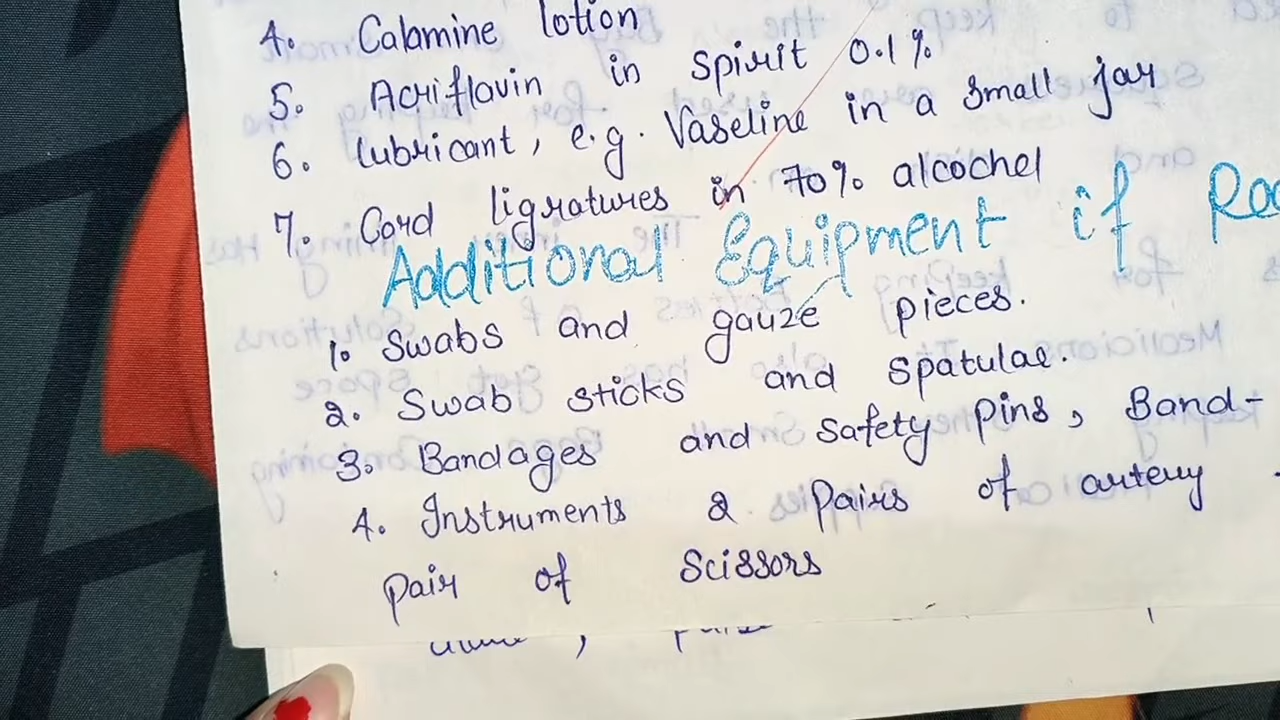 4. Calamine lotion
5. Acriflavin in spirit 0.1%
6. Lubricant, e.g. Vaseline in a small jar
7. Cord ligratures in 70% alcochel
Additional Equipment if
1. Swabs and gauze pieces.
2. Swab sticks and spatulae.
3. Bandages and safety pins, Band-
4. Instruments 2 pairs of artery
pair of Scissors